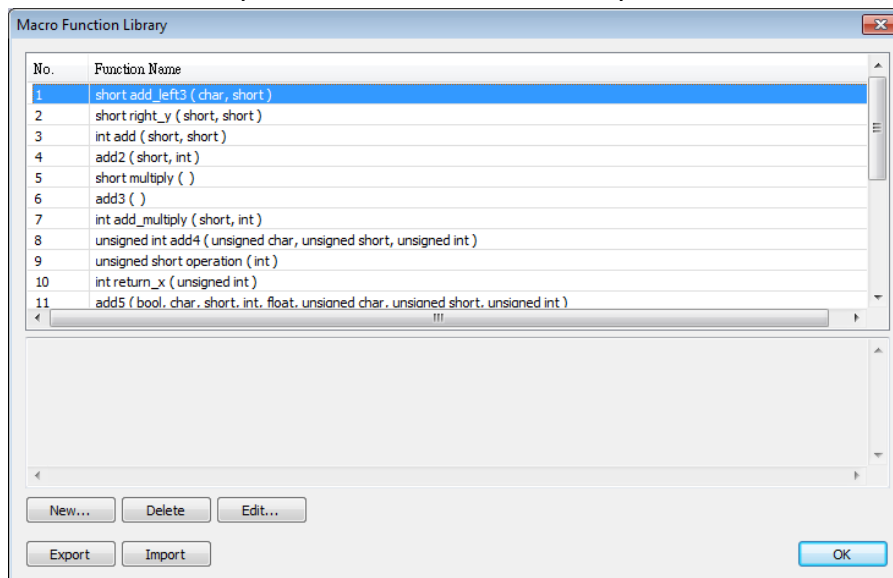 Macro Function Library
No. Function Name
1 short add_left3 ( char, short )
2 short right_y ( short, short )
3 int add ( short, short )
4 add2 ( short, int )
5 short multiply ( )
6 add3 ( )
7 int add_multiply ( short, int )
8 unsigned int add4 ( unsigned char, unsigned short, unsigned int )
9 unsigned short operation ( int )
10 int return_x ( unsigned int )
11 add5 ( bool, char, short, int, float, unsigned char, unsigned short, unsigned int )
New... Delete Edit...
Export Import OK